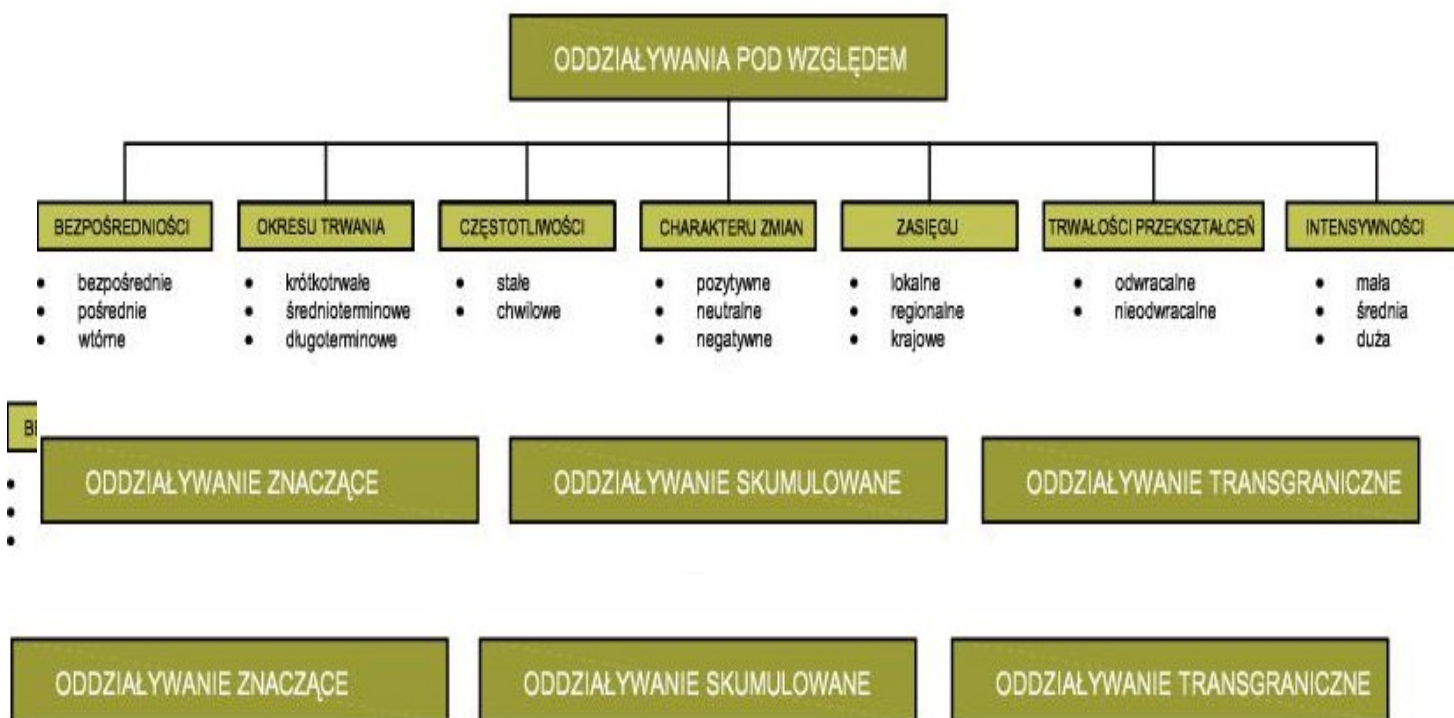 ODDZIAŁYWANIA POD WZGLĘDEM
BEZPOŚREDNIOŚCI
• bezpośrednie
• pośrednie
• wtórne
OKRESU TRWANIA
• krótkotrwałe
• średnioterminowe
• długoterminowe
CZĘSTOTLIWOŚCI
• stałe
• chwilowe
CHARAKTERU ZMIAN
• pozytywne
• neutralne
• negatywne
ZASIĘGU
• lokalne
• regionalne
• krajowe
TRWAŁOŚCI PRZEKSZTAŁCEŃ
• odwracalne
• nieodwracalne
INTENSYWNOŚCI
• mała
• średnia
• duża
ODDZIAŁYWANIE ZNACZĄCE
ODDZIAŁYWANIE SKUMULOWANE
ODDZIAŁYWANIE TRANSGRANICZNE
ODDZIAŁYWANIE ZNACZĄCE
ODDZIAŁYWANIE SKUMULOWANE
ODDZIAŁYWANIE TRANSGRANICZNE